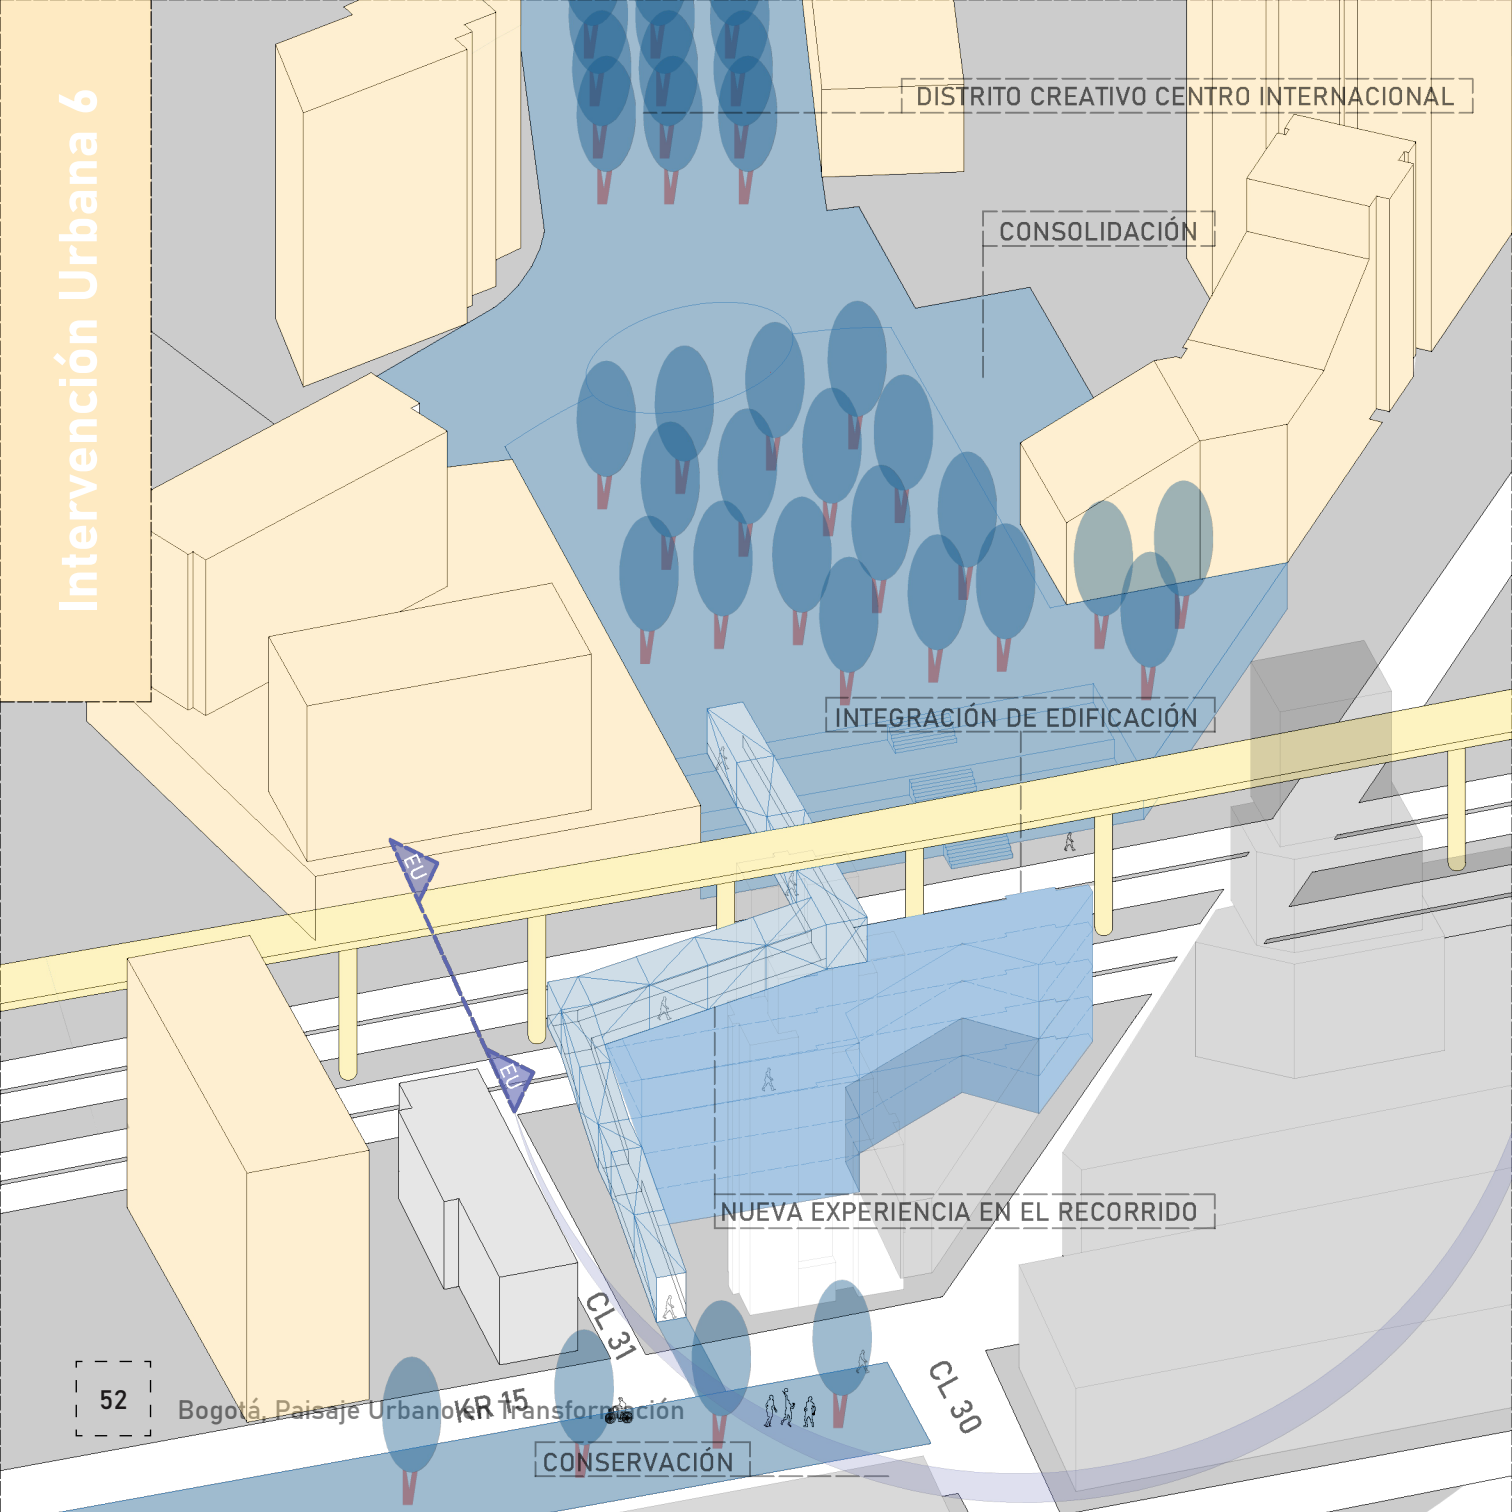 Intervención Urbana 6
DISTRITO CREATIVO CENTRO INTERNACIONAL
CONSOLIDACIÓN
INTEGRACIÓN DE EDIFICACIÓN
EU
EU
NUEVA EXPERIENCIA EN EL RECORRIDO
CL 31
CL 30
KR 15
52
Bogotá, Paisaje Urbano en Transformación
CONSERVACIÓN